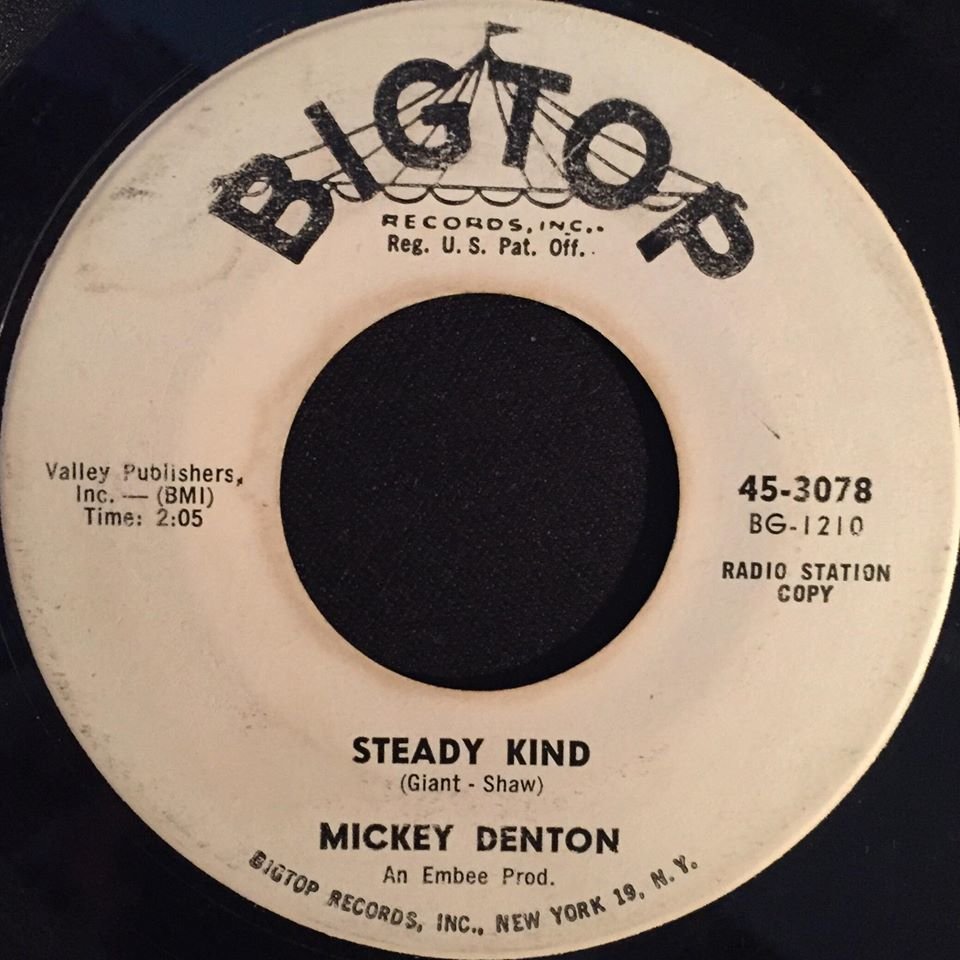 BIGTOP
RECORDS, INC.
Reg. U. S. Pat. Off.
Valley Publishers,
Inc. — (BMI)
Time: 2:05
45-3078
BG-1210
RADIO STATION
COPY
STEADY KIND
(Giant - Shaw)
MICKEY DENTON
An Embee Prod.
BIGTOP RECORDS, INC., NEW YORK 19, N. Y.